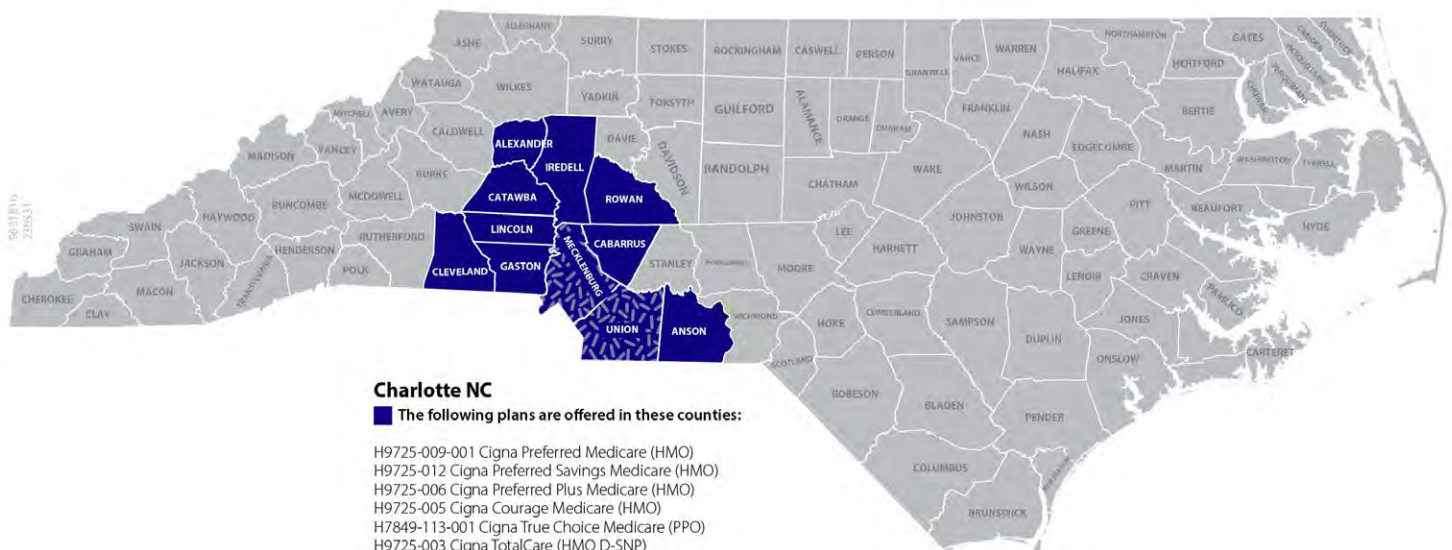 ALLEGHANY
ASHE
SURRY
STOKES
ROCKINGHAM
CASWELL
PERSON
GRANVILLE
VANCE
WARREN
NORTHAMPTON
GATES
CAMDEN
CURRITUCK
PASQUOTANK
PERQUIMANS
CHOWAN
HERTFORD
HALIFAX
WATAUGA
WILKES
YADKIN
FORSYTH
GUILFORD
ALAMANCE
ORANGE
DURHAM
FRANKLIN
NASH
EDGECOMBE
BERTIE
MITCHELL
AVERY
CALDWELL
ALEXANDER
IREDELL
DAVIE
DAVIDSON
RANDOLPH
CHATHAM
WAKE
WILSON
MARTIN
WASHINGTON
TYRRELL
MADISON
YANCEY
BURKE
CATAWBA
ROWAN
MCDOWELL
BUNCOMBE
HAYWOOD
SWAIN
GRAHAM
JACKSON
HENDERSON
RUTHERFORD
POLK
TRANSYLVANIA
MACON
CHEROKEE
CLAY
CLEVELAND
LINCOLN
GASTON
MECKLENBURG
CABARRUS
STANLEY
MONTGOMERY
MOORE
LEE
HARNETT
JOHNSTON
WAYNE
GREENE
PITT
BEAUFORT
HYDE
LENOIR
CRAVEN
PAMLICO
JONES
CARTERET
ONSLOW
DUPLIN
SAMPSON
CUMBERLAND
HOKE
RICHMOND
SCOTLAND
UNION
ANSON
ROBESON
BLADEN
PENDER
COLUMBUS
BRUNSWICK
Charlotte NC
The following plans are offered in these counties:
H9725-009-001 Cigna Preferred Medicare (HMO)
H9725-012 Cigna Preferred Savings Medicare (HMO)
H9725-006 Cigna Preferred Plus Medicare (HMO)
H9725-005 Cigna Courage Medicare (HMO)
H7849-113-001 Cigna True Choice Medicare (PPO)
H9725-003 Cigna TotalCare (HMO D-SNP)